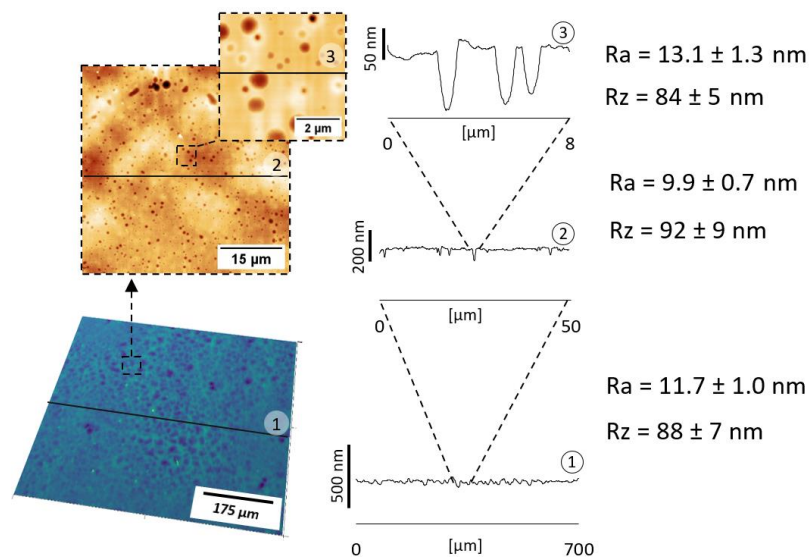 3
2 µm
2
15 µm
1
175 µm
50 nm
3
[µm]
0
8
200 nm
2
[µm]
0
50
500 nm
1
[µm]
0
700
Ra = 13.1 ± 1.3 nm
Rz = 84 ± 5 nm
Ra = 9.9 ± 0.7 nm
Rz = 92 ± 9 nm
Ra = 11.7 ± 1.0 nm
Rz = 88 ± 7 nm